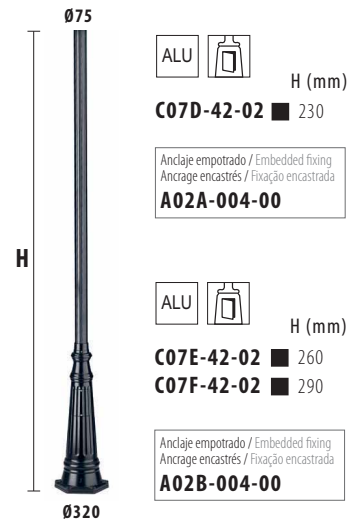 Ø75
H
Ø320
ALU
H (mm)
C07D-42-02 ■ 230
Anclaje empotrado / Embedded fixing
Ancrage encastrés / Fixação encastrada
A02A-004-00
ALU
H (mm)
C07E-42-02 ■ 260
C07F-42-02 ■ 290
Anclaje empotrado / Embedded fixing
Ancrage encastrés / Fixação encastrada
A02B-004-00